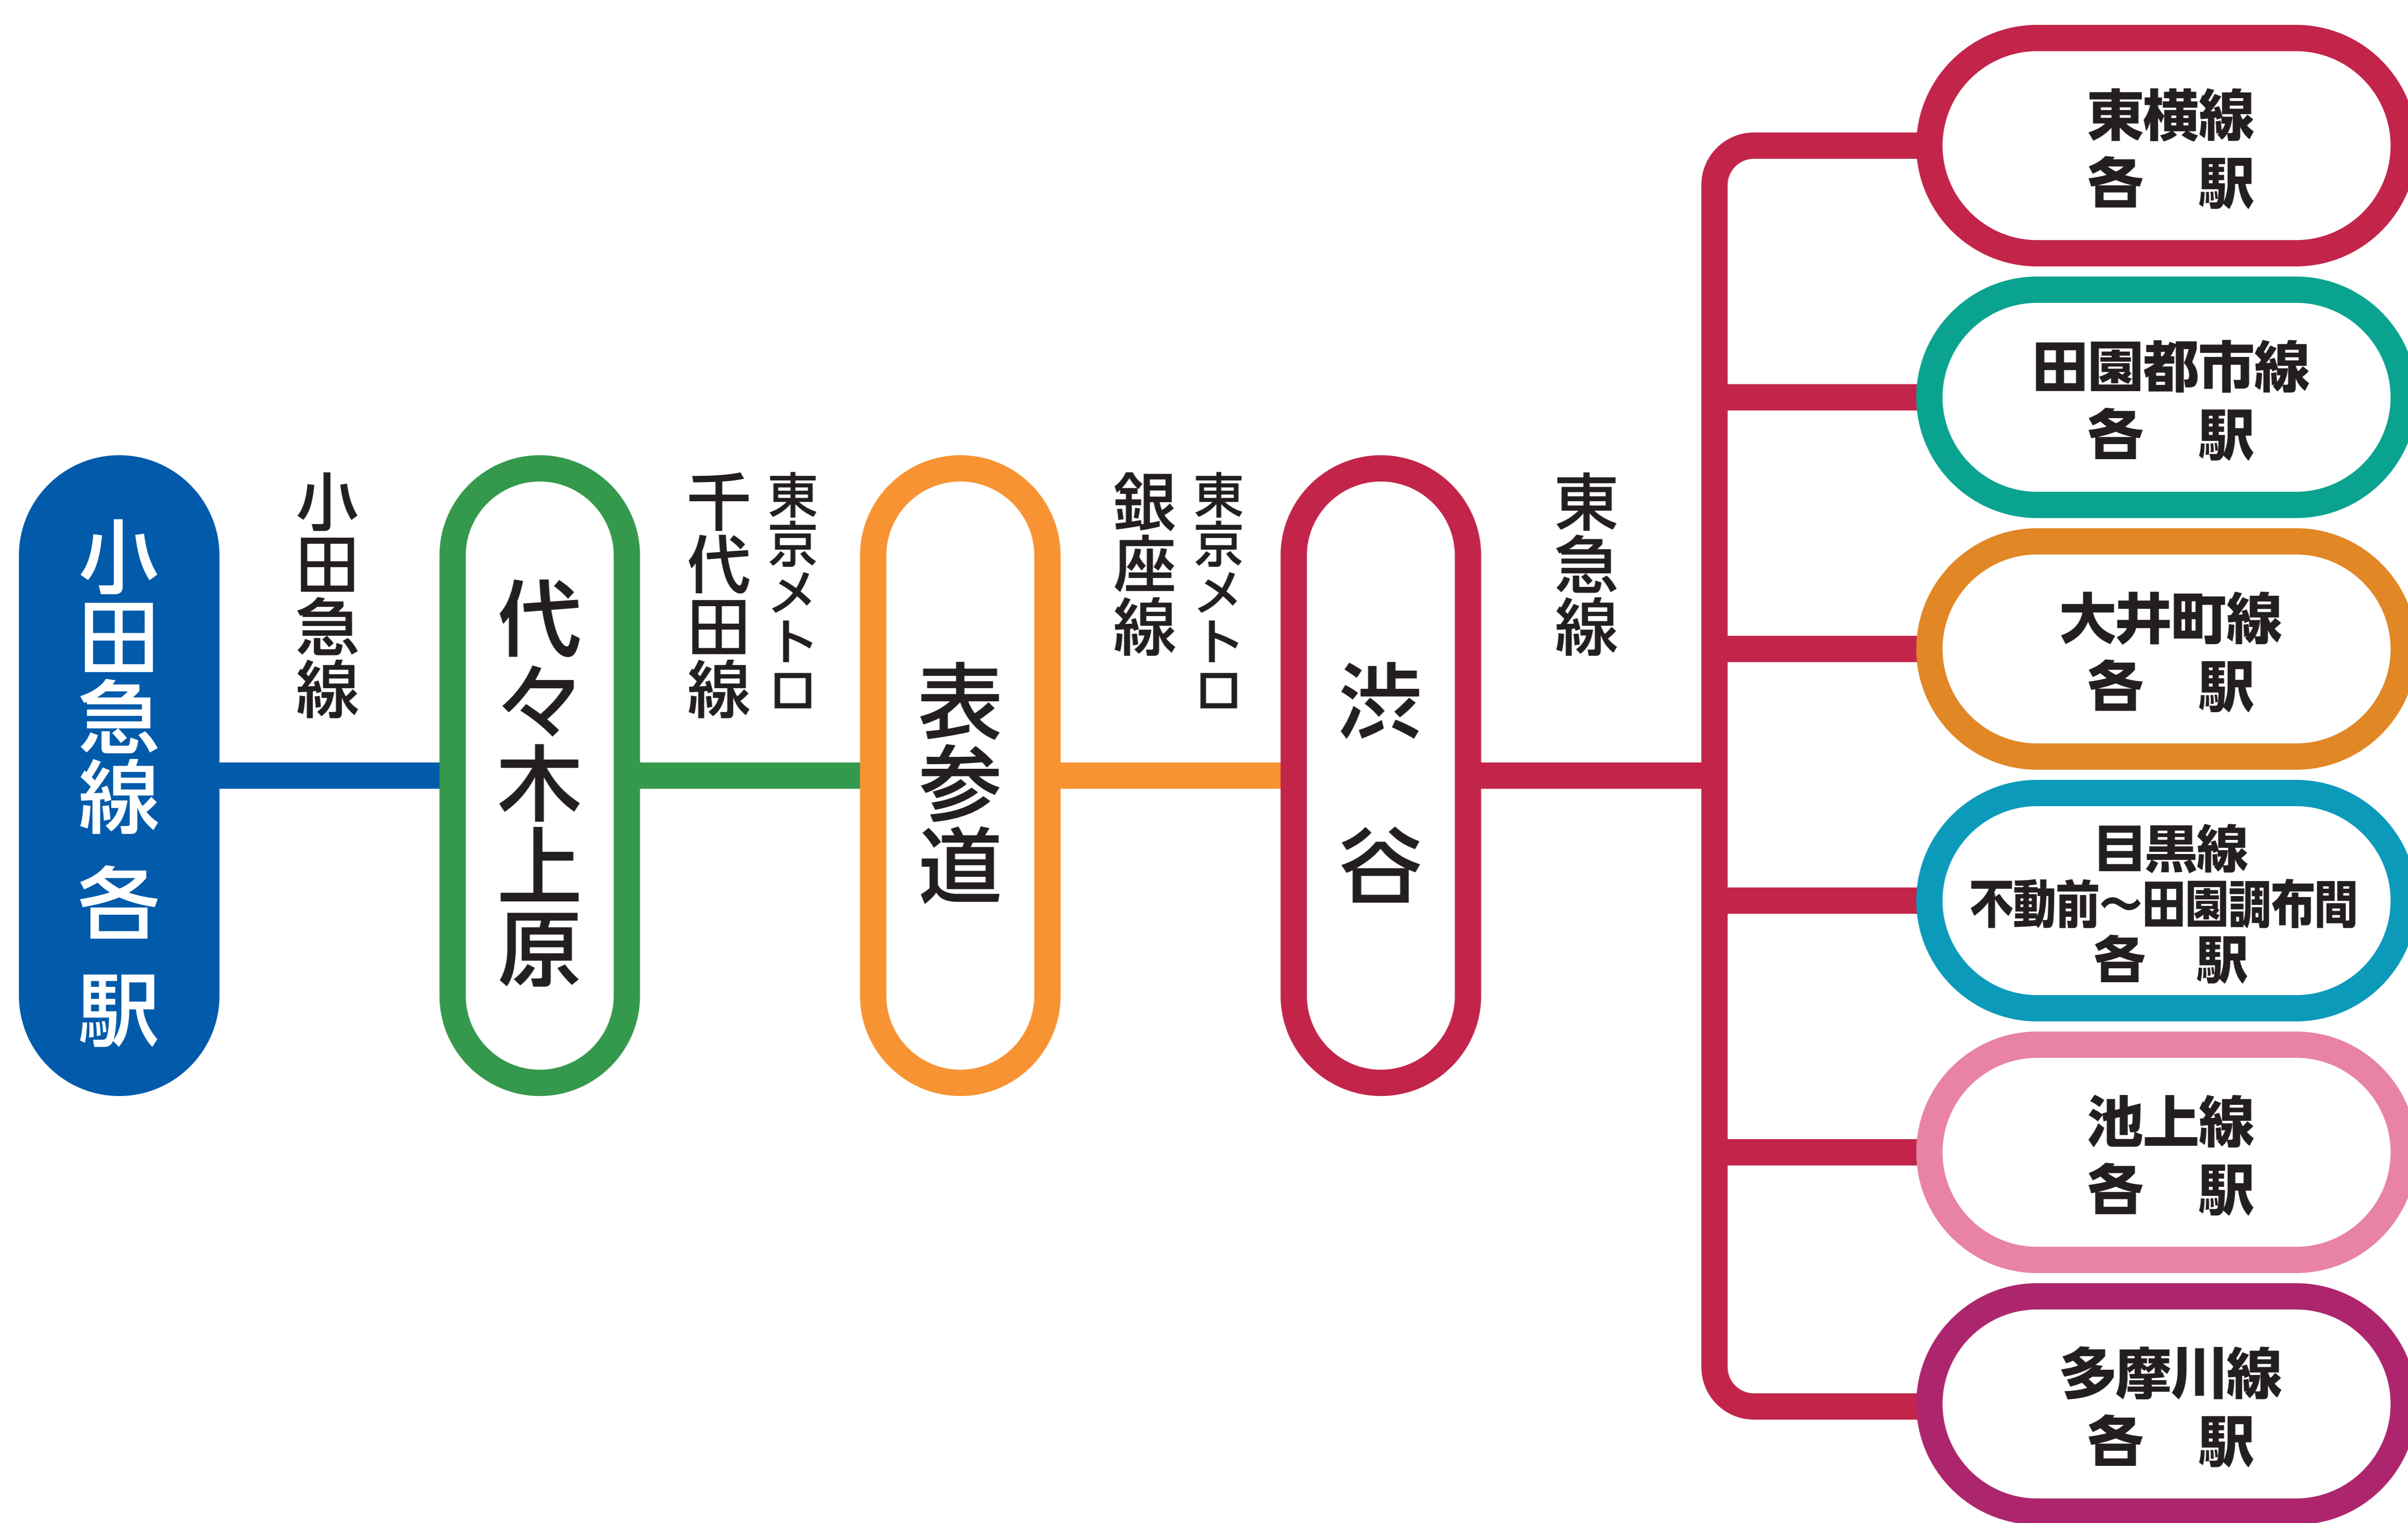 小田急線 各 駅
小田急線
代々木上原
東京メトロ
千代田線
表参道
東京メトロ
銀座線
渋 谷
東急線
東横線
各 駅
田園都市線
各 駅
大井町線
各 駅
目黒線
不動前～田園調布間
各 駅
池上線
各 駅
多摩川線
各 駅